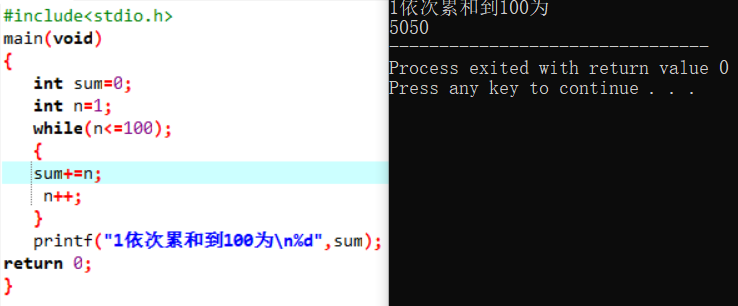 #include<stdio.h>
main(void)
{
int sum=0;
int n=1;
while(n<=100);
{
sum+=n;
n++;
}
printf("1依次累和到100为\n%d",sum);
return 0;
}
1依次累和到100为
5050
--------------------------------
Process exited with return value 0
Press any key to continue . . .